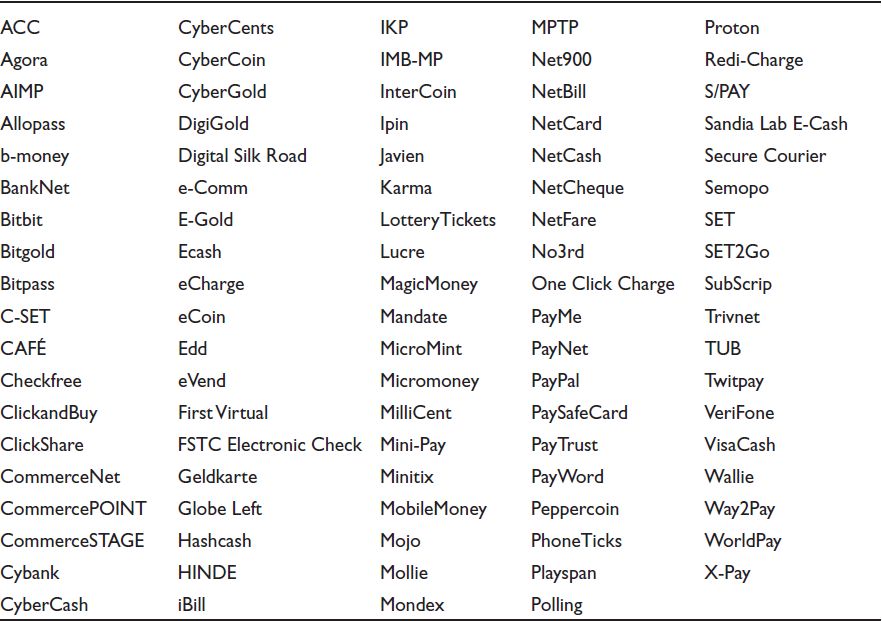 ACC CyberCents IKP MPTP Proton
Agora CyberCoin IMB-MP Net900 Redi-Charge
AIMP CyberGold InterCoin NetBill S/PAY
Allopass DigiGold Ipin NetCard Sandia Lab E-Cash
b-money Digital Silk Road Javien NetCash Secure Courier
BankNet e-Comm Karma NetCheque Semopo
Bitbit E-Gold LotteryTickets NetFare SET
Bitgold Ecash Lucre No3rd SET2Go
Bitpass eCharge MagicMoney One Click Charge SubScrip
C-SET eCoin Mandate PayMe Trivnet
CAFÉ Edd MicroMint PayNet TUB
Checkfree eVend Micromoney PayPal Twitpay
ClickandBuy First Virtual MilliCent PaySafeCard VeriFone
ClickShare FSTC Electronic Check Mini-Pay PayTrust VisaCash
CommerceNet Geldkarte Minitix PayWord Wallie
CommercePOINT Globe Left MobileMoney Peppercoin Way2Pay
CommerceSTAGE Hashcash Mojo PhoneTicks WorldPay
Cybank HINDE Mollie Playspan X-Pay
CyberCash iBill Mondex Polling